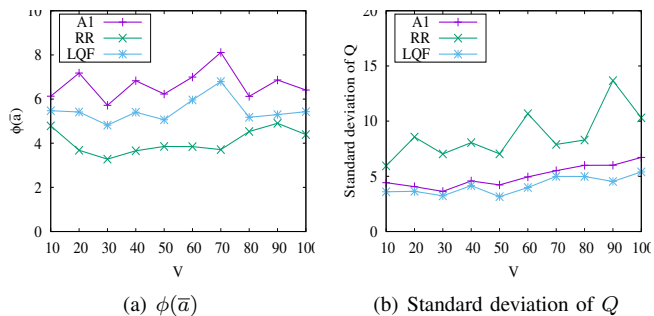 10
8
6
4
2
0
ϕ(a̅)
A1
RR
LQF
10 20 30 40 50 60 70 80 90 100
V
20
15
10
5
0
Standard deviation of Q
A1
RR
LQF
10 20 30 40 50 60 70 80 90 100
V
(a) ϕ(a̅)
(b) Standard deviation of Q